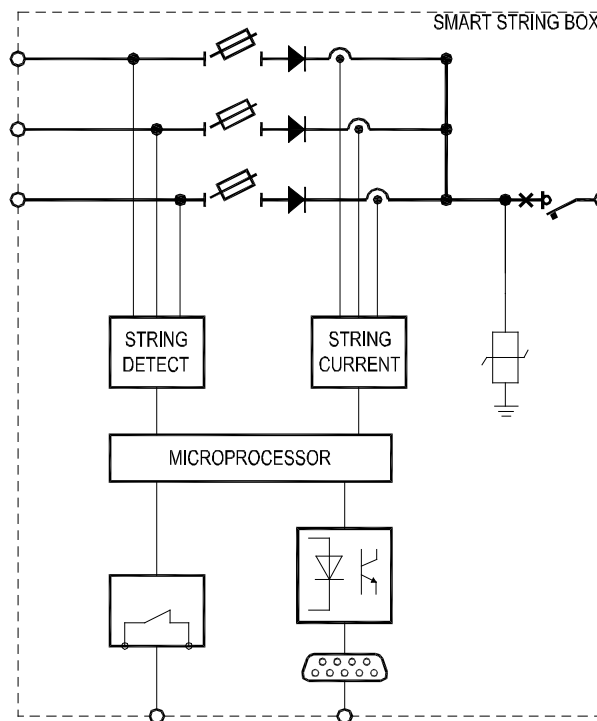 SMART STRING BOX
STRING
DETECT
STRING
CURRENT
MICROPROCESSOR